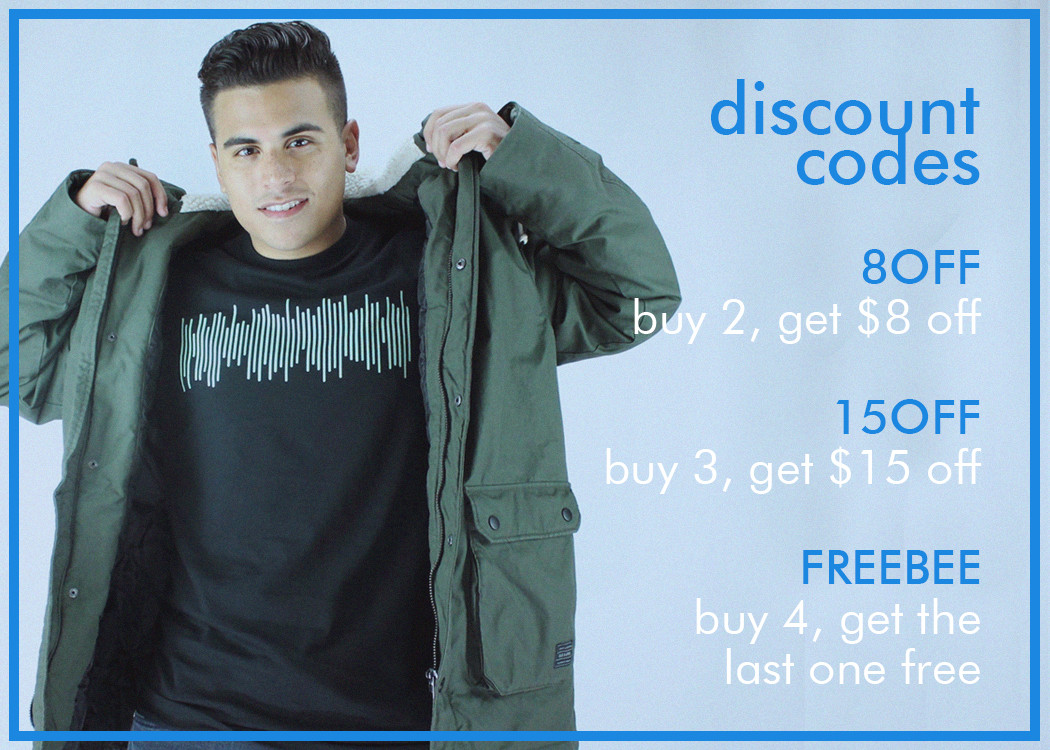 discount
codes
8OFF
buy 2, get $8 off
15OFF
buy 3, get $15 off
FREEBEE
buy 4, get the
last one free